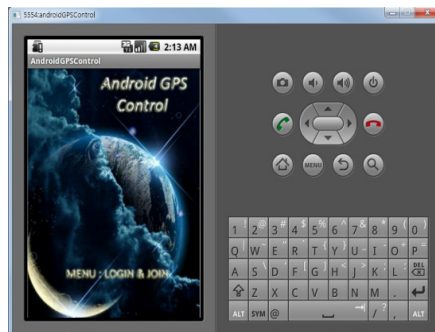 5554:androidGPSControl
3G
2:13 AM
AndroidGPSControl
Android GPS
Control
MENU : LOGIN & JOIN
MENU
1 ! 2 @ 3 # 4 $ 5 % 6 ^ 7 & 8 * 9 ( 0 )
Q W E R T Y U I O P
A S D F G H J K L DEL
Z X C V B N M .
ALT SYM @ / ? , ALT